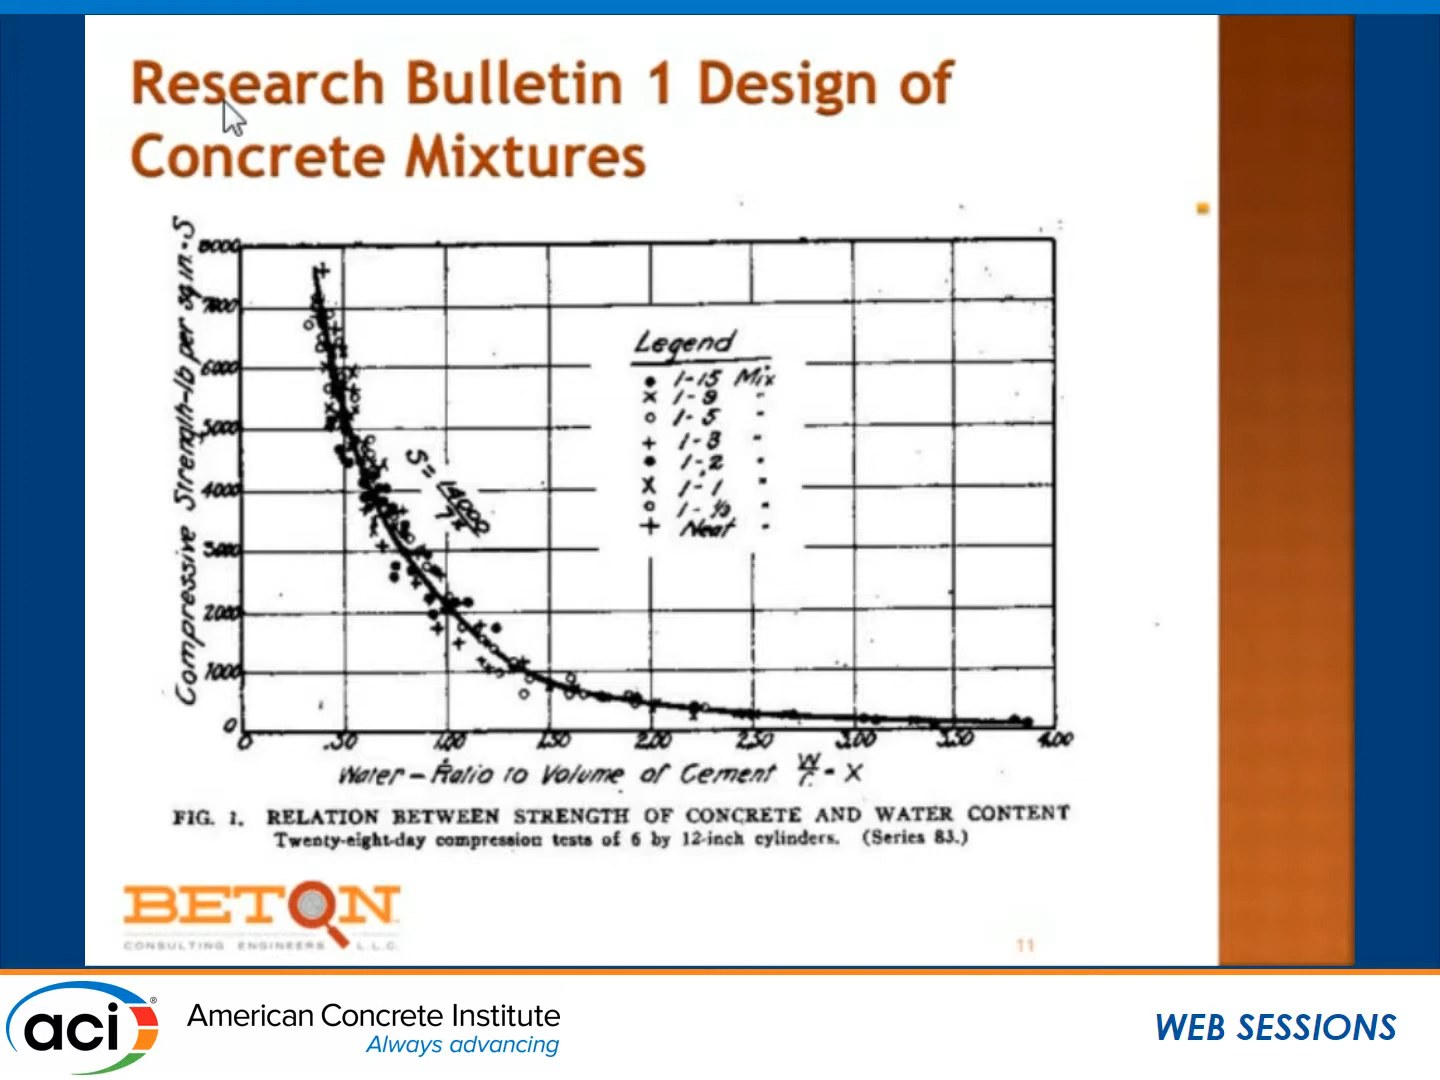 Research Bulletin 1 Design of
Concrete Mixtures
Compressive Strength-lb per sq in.-S
8000
7000
6000
5000
4000
3000
2000
1000
0
S = 14000
7x
Legend
1-15 Mix
1-9 "
1-5 "
1-3 "
1-2 "
1-1 "
1-⅓ "
Neat "
0 .50 1.00 1.50 2.00 2.50 3.00 3.50 4.00
Water-Ratio to Volume of Cement W/C - X
FIG. 1. RELATION BETWEEN STRENGTH OF CONCRETE AND WATER CONTENT
Twenty-eight-day compression tests of 6 by 12-inch cylinders. (Series 83.)
BETON
CONSULTING ENGINEERS L.L.C.
11
aci®
American Concrete Institute
Always advancing
WEB SESSIONS